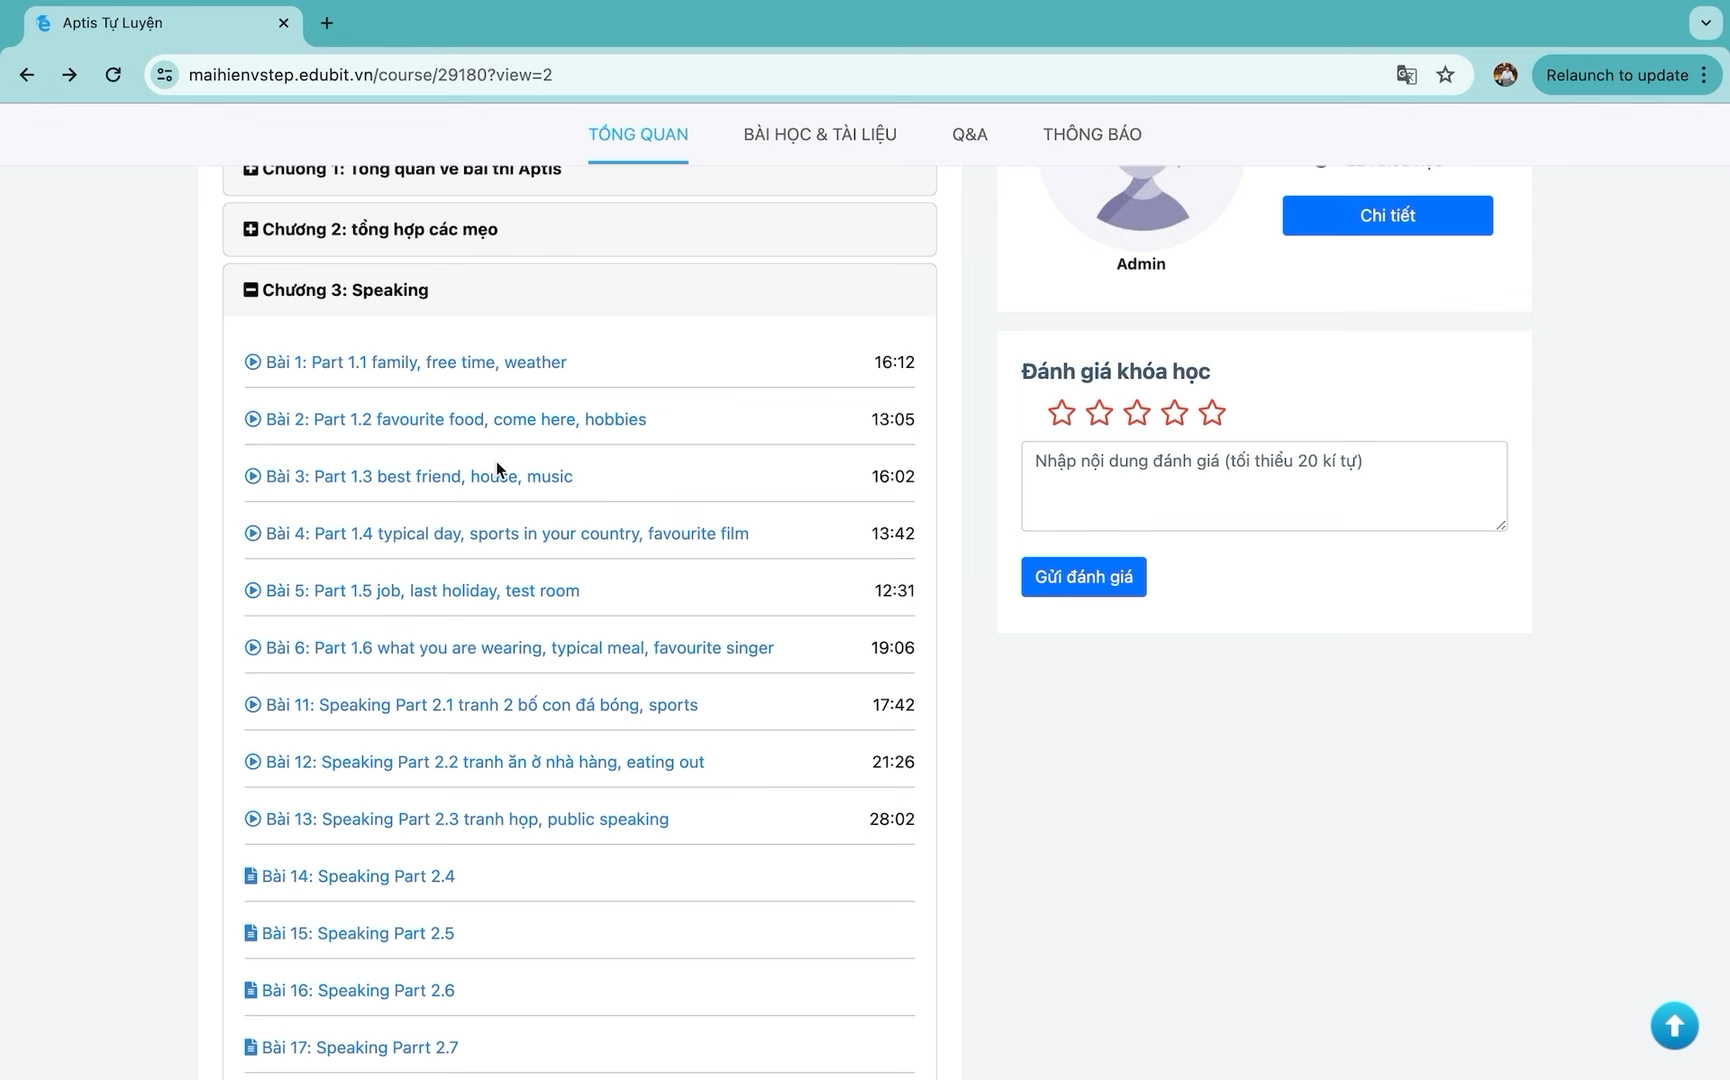 Aptis Tự Luyện
maihienvstep.edubit.vn/course/29180?view=2
Relaunch to update
TỔNG QUAN
BÀI HỌC & TÀI LIỆU
Q&A
THÔNG BÁO
Chương 1: Tổng quan về bài thi Aptis
Chương 2: tổng hợp các mẹo
Chương 3: Speaking
Bài 1: Part 1.1 family, free time, weather 16:12
Bài 2: Part 1.2 favourite food, come here, hobbies 13:05
Bài 3: Part 1.3 best friend, house, music 16:02
Bài 4: Part 1.4 typical day, sports in your country, favourite film 13:42
Bài 5: Part 1.5 job, last holiday, test room 12:31
Bài 6: Part 1.6 what you are wearing, typical meal, favourite singer 19:06
Bài 11: Speaking Part 2.1 tranh 2 bố con đá bóng, sports 17:42
Bài 12: Speaking Part 2.2 tranh ăn ở nhà hàng, eating out 21:26
Bài 13: Speaking Part 2.3 tranh họp, public speaking 28:02
Bài 14: Speaking Part 2.4
Bài 15: Speaking Part 2.5
Bài 16: Speaking Part 2.6
Bài 17: Speaking Parrt 2.7
Chi tiết
Admin
Đánh giá khóa học
Nhập nội dung đánh giá (tối thiểu 20 kí tự)
Gửi đánh giá